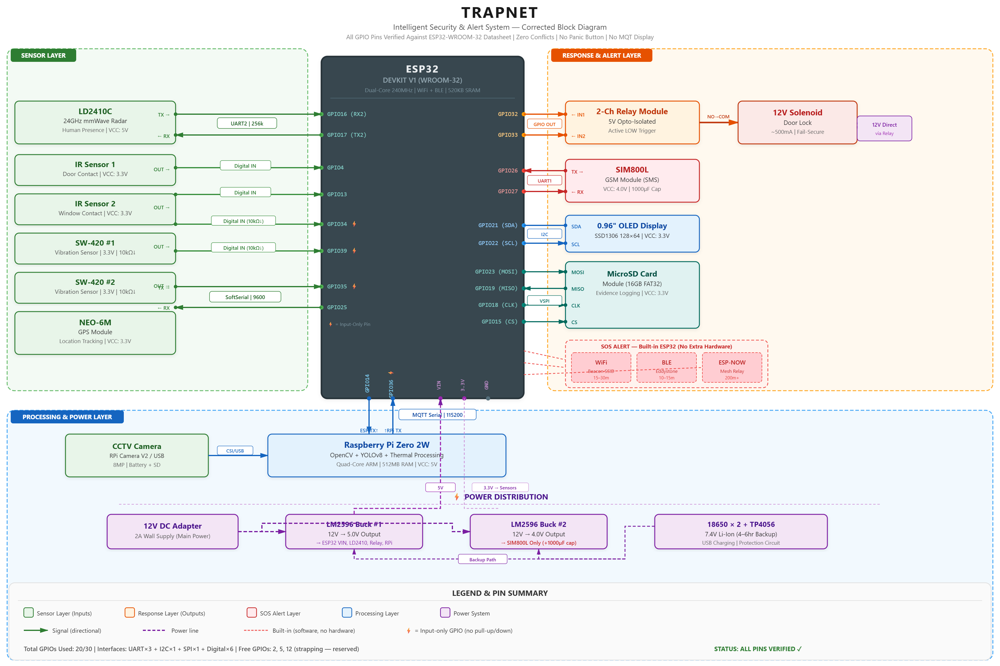 TRAPNET
Intelligent Security & Alert System — Corrected Block Diagram
All GPIO Pins Verified Against ESP32-WROOM-32 Datasheet | Zero Conflicts | No Panic Button | No MQT Display
SENSOR LAYER
LD2410C
24GHz mmWave Radar
Human Presence | VCC: 5V
TX →
← RX
UART2 | 256k
IR Sensor 1
Door Contact | VCC: 3.3V
OUT →
Digital IN
IR Sensor 2
Window Contact | VCC: 3.3V
OUT →
Digital IN
Digital IN (10kΩ↓)
SW-420 #1
Vibration Sensor | 3.3V | 10kΩ↓
OUT →
Digital IN (10kΩ↓)
SW-420 #2
Vibration Sensor | 3.3V | 10kΩ↓
OUT →
TX →
SoftSerial | 9600
← RX
NEO-6M
GPS Module
Location Tracking | VCC: 3.3V
ESP32
DEVKIT V1 (WROOM-32)
Dual-Core 240MHz | WiFi + BLE | 520KB SRAM
GPIO16 (RX2)
GPIO17 (TX2)
GPIO4
GPIO13
GPIO34 ⚡
GPIO39 ⚡
GPIO35 ⚡
GPIO25
⚡ = Input-Only Pin
GPIO32
GPIO33
GPIO26
GPIO27
GPIO21 (SDA)
GPIO22 (SCL)
GPIO23 (MOSI)
GPIO19 (MISO)
GPIO18 (CLK)
GPIO15 (CS)
GPIO14
GPIO36 ⚡
VIN
3.3V
GND
RESPONSE & ALERT LAYER
GPIO OUT
← IN1
← IN2
2-Ch Relay Module
5V Opto-Isolated
Active LOW Trigger
NO→COM
12V Solenoid
Door Lock
~500mA | Fail-Secure
12V Direct
via Relay
UART1
TX →
← RX
SIM800L
GSM Module (SMS)
VCC: 4.0V | 1000µF Cap
I2C
SDA
SCL
0.96" OLED Display
SSD1306 128×64 | VCC: 3.3V
VSPI
MOSI
MISO
CLK
CS
MicroSD Card
Module (16GB FAT32)
Evidence Logging | VCC: 3.3V
SOS ALERT — Built-in ESP32 (No Extra Hardware)
WiFi
Beacon SSID
15–30m
BLE
Eddystone
10–15m
ESP-NOW
Mesh Relay
200m+
PROCESSING & POWER LAYER
MQTT Serial | 115200
ESP TX↑
↑RPi TX
CCTV Camera
RPi Camera V2 / USB
8MP | Battery + SD
CSI/USB
Raspberry Pi Zero 2W
OpenCV + YOLOv8 + Thermal Processing
Quad-Core ARM | 512MB RAM | VCC: 5V
5V
3.3V → Sensors
⚡ POWER DISTRIBUTION
12V DC Adapter
2A Wall Supply (Main Power)
LM2596 Buck #1
12V → 5.0V Output
→ ESP32 VIN, LD2410, Relay, RPi
LM2596 Buck #2
12V → 4.0V Output
→ SIM800L Only (+1000µF cap)
18650 × 2 + TP4056
7.4V Li-Ion (4–6hr Backup)
USB Charging | Protection Circuit
Backup Path
LEGEND & PIN SUMMARY
Sensor Layer (Inputs)
Response Layer (Outputs)
SOS Alert Layer
Processing Layer
Power System
Signal (directional)
Power line
Built-in (software, no hardware)
⚡ = Input-only GPIO (no pull-up/down)
Total GPIOs Used: 20/30 | Interfaces: UART×3 + I2C×1 + SPI×1 + Digital×6 | Free GPIOs: 2, 5, 12 (strapping — reserved)
STATUS: ALL PINS VERIFIED ✓